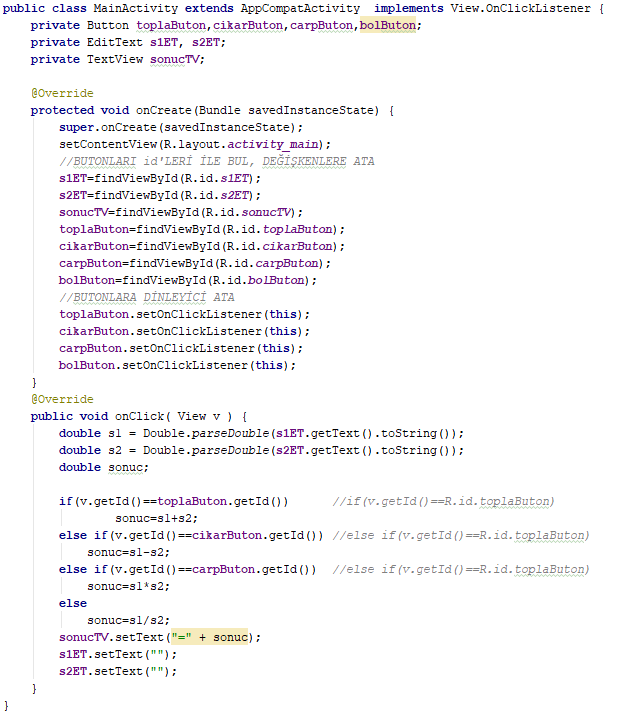 public class MainActivity extends AppCompatActivity  implements View.OnClickListener {
    private Button toplaButon,cikarButon,carpButon,bolButon;
    private EditText s1ET, s2ET;
    private TextView sonucTV;

    @Override
    protected void onCreate(Bundle savedInstanceState) {
        super.onCreate(savedInstanceState);
        setContentView(R.layout.activity_main);
        //BUTONLARI id'LERİ İLE BUL, DEĞİŞKENLERE ATA
        s1ET=findViewById(R.id.s1ET);
        s2ET=findViewById(R.id.s2ET);
        sonucTV=findViewById(R.id.sonucTV);
        toplaButon=findViewById(R.id.toplaButon);
        cikarButon=findViewById(R.id.cikarButon);
        carpButon=findViewById(R.id.carpButon);
        bolButon=findViewById(R.id.bolButon);
        //BUTONLARA DİNLEYİCİ ATA
        toplaButon.setOnClickListener(this);
        cikarButon.setOnClickListener(this);
        carpButon.setOnClickListener(this);
        bolButon.setOnClickListener(this);
    }
    @Override
    public void onClick( View v ) {
        double s1 = Double.parseDouble(s1ET.getText().toString());
        double s2 = Double.parseDouble(s2ET.getText().toString());
        double sonuc;

        if(v.getId()==toplaButon.getId())      //if(v.getId()==R.id.toplaButon)
                sonuc=s1+s2;
        else if(v.getId()==cikarButon.getId()) //else if(v.getId()==R.id.toplaButon)
            sonuc=s1-s2;
        else if(v.getId()==carpButon.getId())  //else if(v.getId()==R.id.toplaButon)
            sonuc=s1*s2;
        else
            sonuc=s1/s2;
        sonucTV.setText("=" + sonuc);
        s1ET.setText("");
        s2ET.setText("");
    }
}